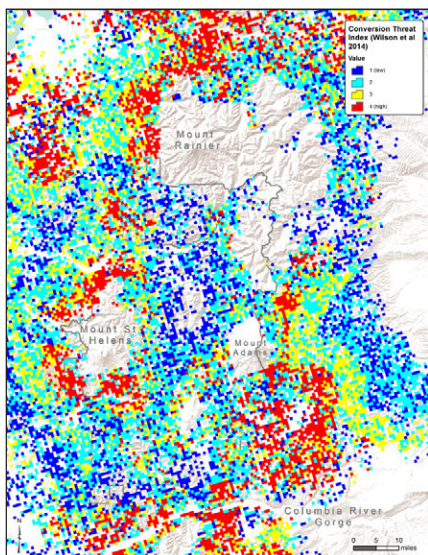 Conversion Threat
Index (Wilson et al
2014)
Value
1 (low)
2
3
4 (high)
Mount
Rainier
Mount St
Helens
Mount
Adams
Columbia River
Gorge
0 5 10
miles